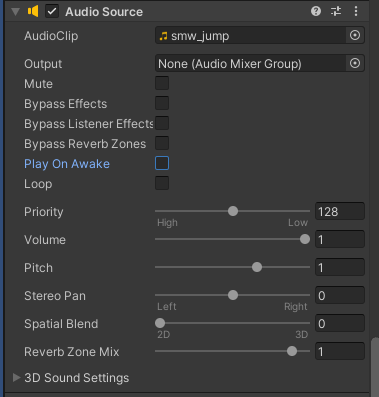 Audio Source
AudioClip smw_jump
Output None (Audio Mixer Group)
Mute
Bypass Effects
Bypass Listener Effects
Bypass Reverb Zones
Play On Awake
Loop
Priority 128
High Low
Volume 1
Pitch 1
Stereo Pan 0
Left Right
Spatial Blend 0
2D 3D
Reverb Zone Mix 1
3D Sound Settings